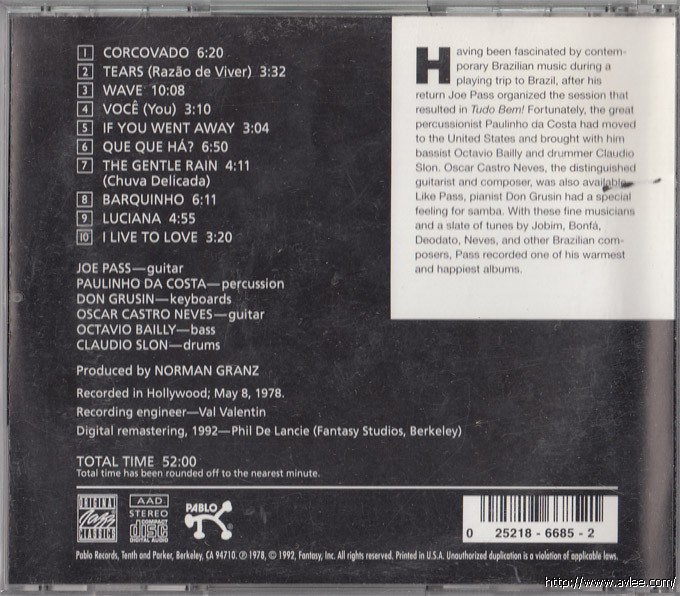 1 CORCOVADO 6:20
2 TEARS (Razão de Viver) 3:32
3 WAVE 10:08
4 VOCÊ (You) 3:10
5 IF YOU WENT AWAY 3:04
6 QUE QUE HÁ? 6:50
7 THE GENTLE RAIN 4:11
(Chuva Delicada)
8 BARQUINHO 6:11
9 LUCIANA 4:55
10 I LIVE TO LOVE 3:20
JOE PASS—guitar
PAULINHO DA COSTA—percussion
DON GRUSIN—keyboards
OSCAR CASTRO NEVES—guitar
OCTAVIO BAILLY—bass
CLAUDIO SLON—drums
Produced by NORMAN GRANZ
Recorded in Hollywood; May 8, 1978.
Recording engineer—Val Valentin
Digital remastering, 1992—Phil De Lancie (Fantasy Studios, Berkeley)
TOTAL TIME 52:00
Total time has been rounded off to the nearest minute.
Having been fascinated by contem-
porary Brazilian music during a
playing trip to Brazil, after his
return Joe Pass organized the session that
resulted in Tudo Bem! Fortunately, the great
percussionist Paulinho da Costa had moved
to the United States and brought with him
bassist Octavio Bailly and drummer Claudio
Slon. Oscar Castro Neves, the distinguished
guitarist and composer, was also available.
Like Pass, pianist Don Grusin had a special
feeling for samba. With these fine musicians
and a slate of tunes by Jobim, Bonfá,
Deodato, Neves, and other Brazilian com-
posers, Pass recorded one of his warmest
and happiest albums.
ORIGINAL
Jazz
CLASSICS
AAD
STEREO
COMPACT
disc
DIGITAL AUDIO
PABLO
0 25218-6685-2
Pablo Records, Tenth and Parker, Berkeley, CA 94710. ℗ 1978, © 1992, Fantasy, Inc. All rights reserved. Printed in U.S.A. Unauthorized duplication is a violation of applicable laws.
http://www.avlee.com/